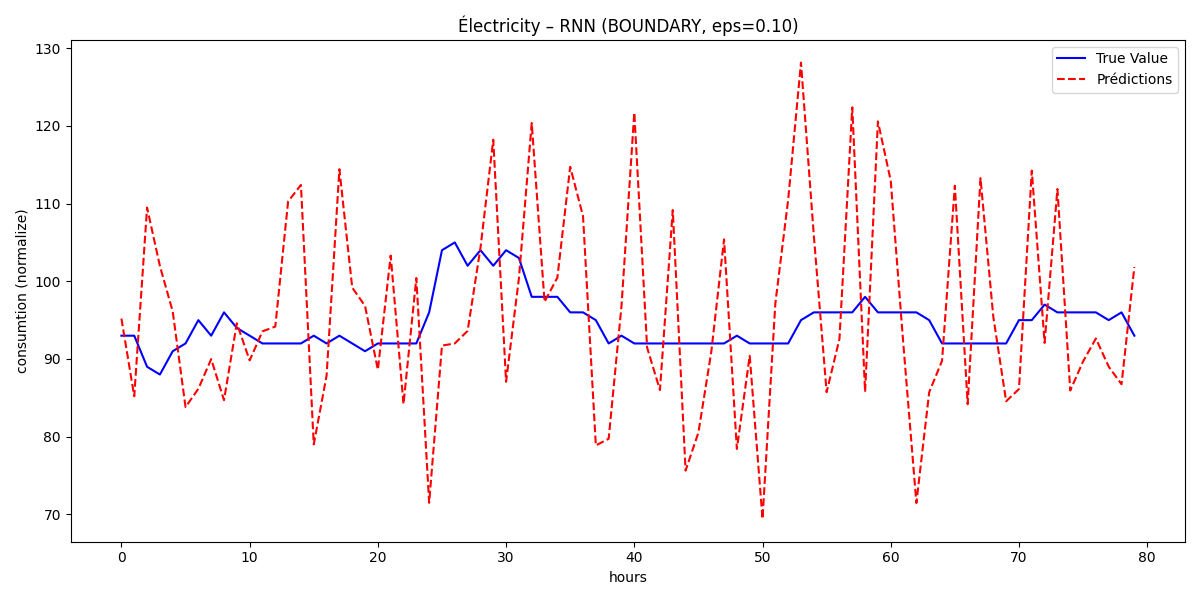 Électricity – RNN (BOUNDARY, eps=0.10)
True Value
Prédictions
consumtion (normalize)
130
120
110
100
90
80
70
0 10 20 30 40 50 60 70 80
hours